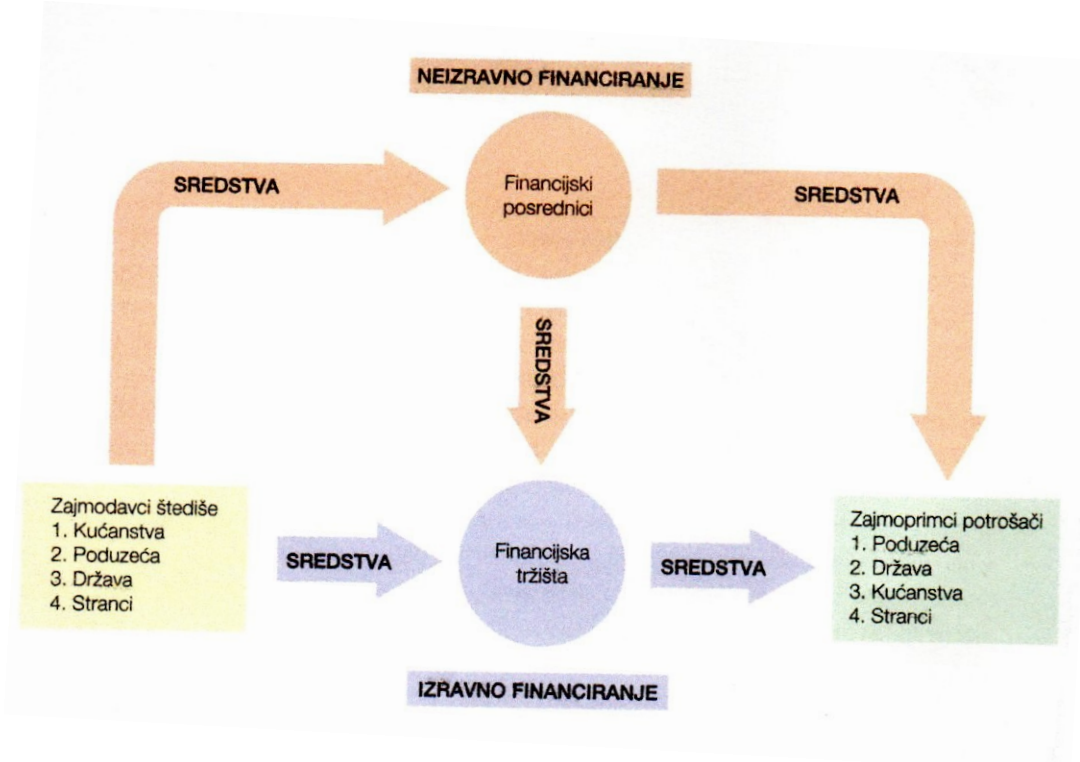 NEIZRAVNO FINANCIRANJE
SREDSTVA
Financijski
posrednici
SREDSTVA
SREDSTVA
Zajmodavci štediše
1. Kućanstva
2. Poduzeća
3. Država
4. Stranci
SREDSTVA
Financijska
tržišta
SREDSTVA
Zajmoprimci potrošači
1. Poduzeća
2. Država
3. Kućanstva
4. Stranci
IZRAVNO FINANCIRANJE